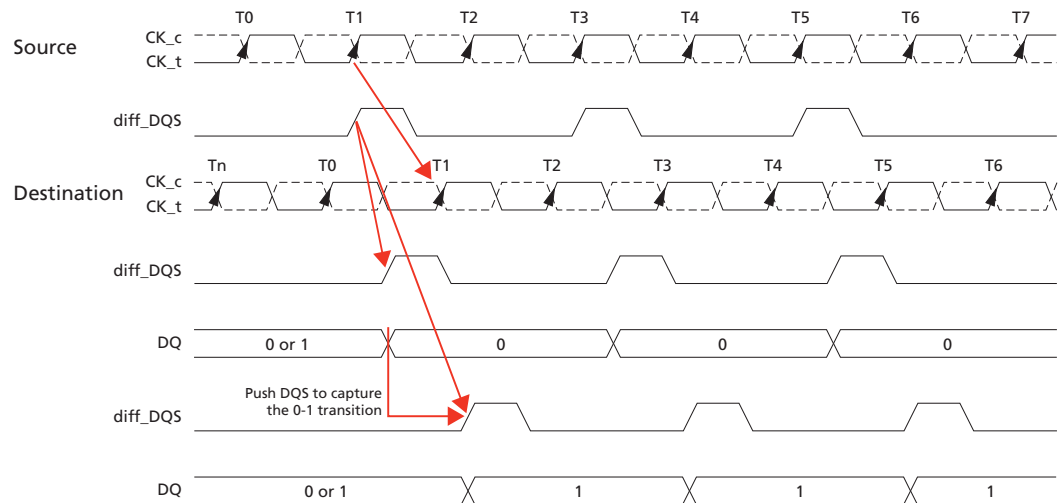 T0 T1 T2 T3 T4 T5 T6 T7
Source
CK_c
CK_t
diff_DQS
Tn T0 T1 T2 T3 T4 T5 T6
Destination
CK_c
CK_t
diff_DQS
DQ
0 or 1 0 0 0
Push DQS to capture
the 0-1 transition
diff_DQS
DQ
0 or 1 1 1 1